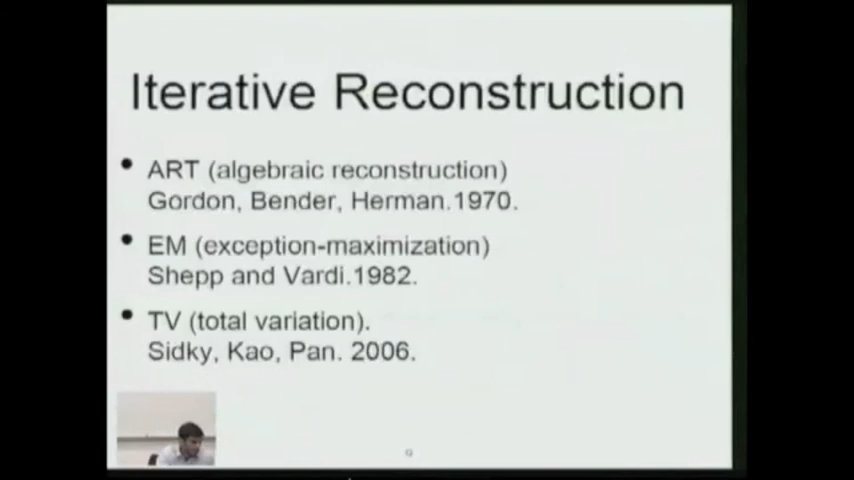 Iterative Reconstruction
• ART (algebraic reconstruction)
Gordon, Bender, Herman.1970.
• EM (exception-maximization)
Shepp and Vardi.1982.
• TV (total variation).
Sidky, Kao, Pan. 2006.